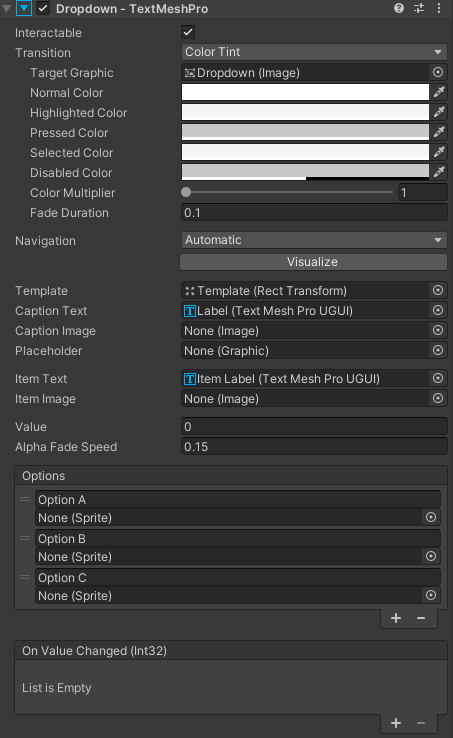 Dropdown - TextMeshPro
Interactable
Transition Color Tint
Target Graphic Dropdown (Image)
Normal Color
Highlighted Color
Pressed Color
Selected Color
Disabled Color
Color Multiplier 1
Fade Duration 0.1
Navigation Automatic
Visualize
Template Template (Rect Transform)
Caption Text Label (Text Mesh Pro UGUI)
Caption Image None (Image)
Placeholder None (Graphic)
Item Text Item Label (Text Mesh Pro UGUI)
Item Image None (Image)
Value 0
Alpha Fade Speed 0.15
Options
Option A
None (Sprite)
Option B
None (Sprite)
Option C
None (Sprite)
On Value Changed (Int32)
List is Empty